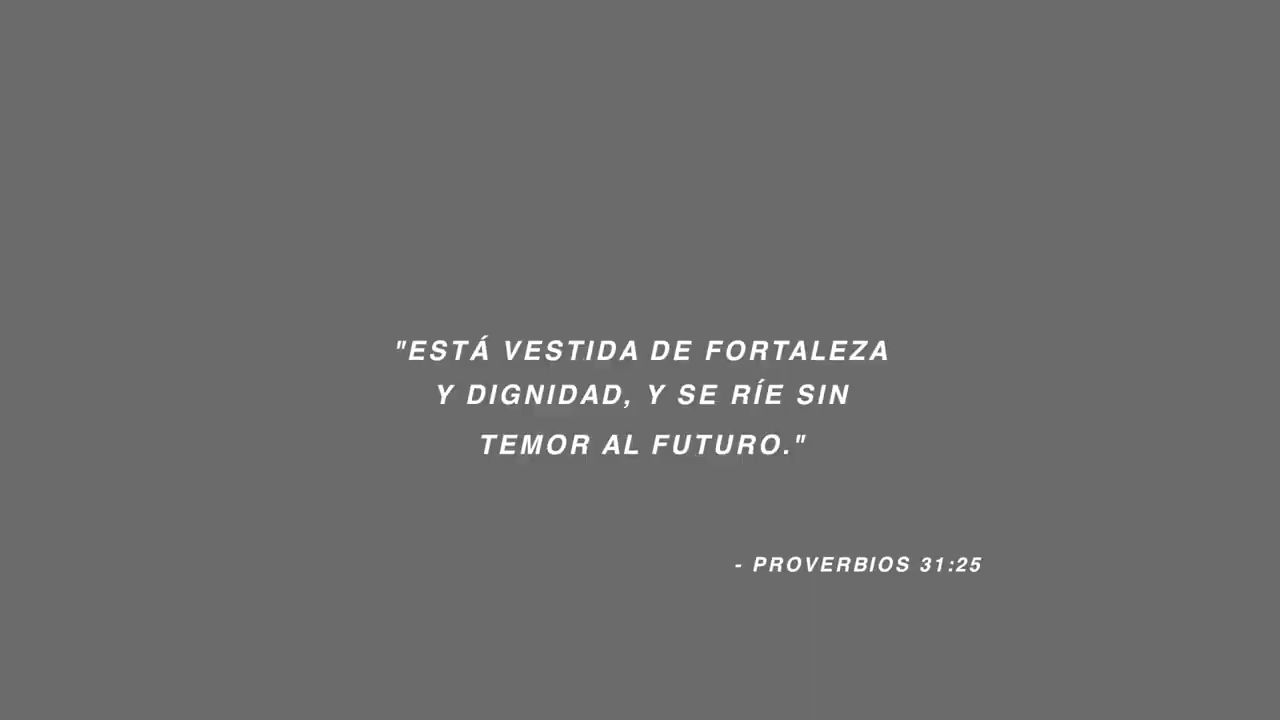 "ESTÁ VESTIDA DE FORTALEZA
Y DIGNIDAD, Y SE RÍE SIN
TEMOR AL FUTURO."
- PROVERBIOS 31:25